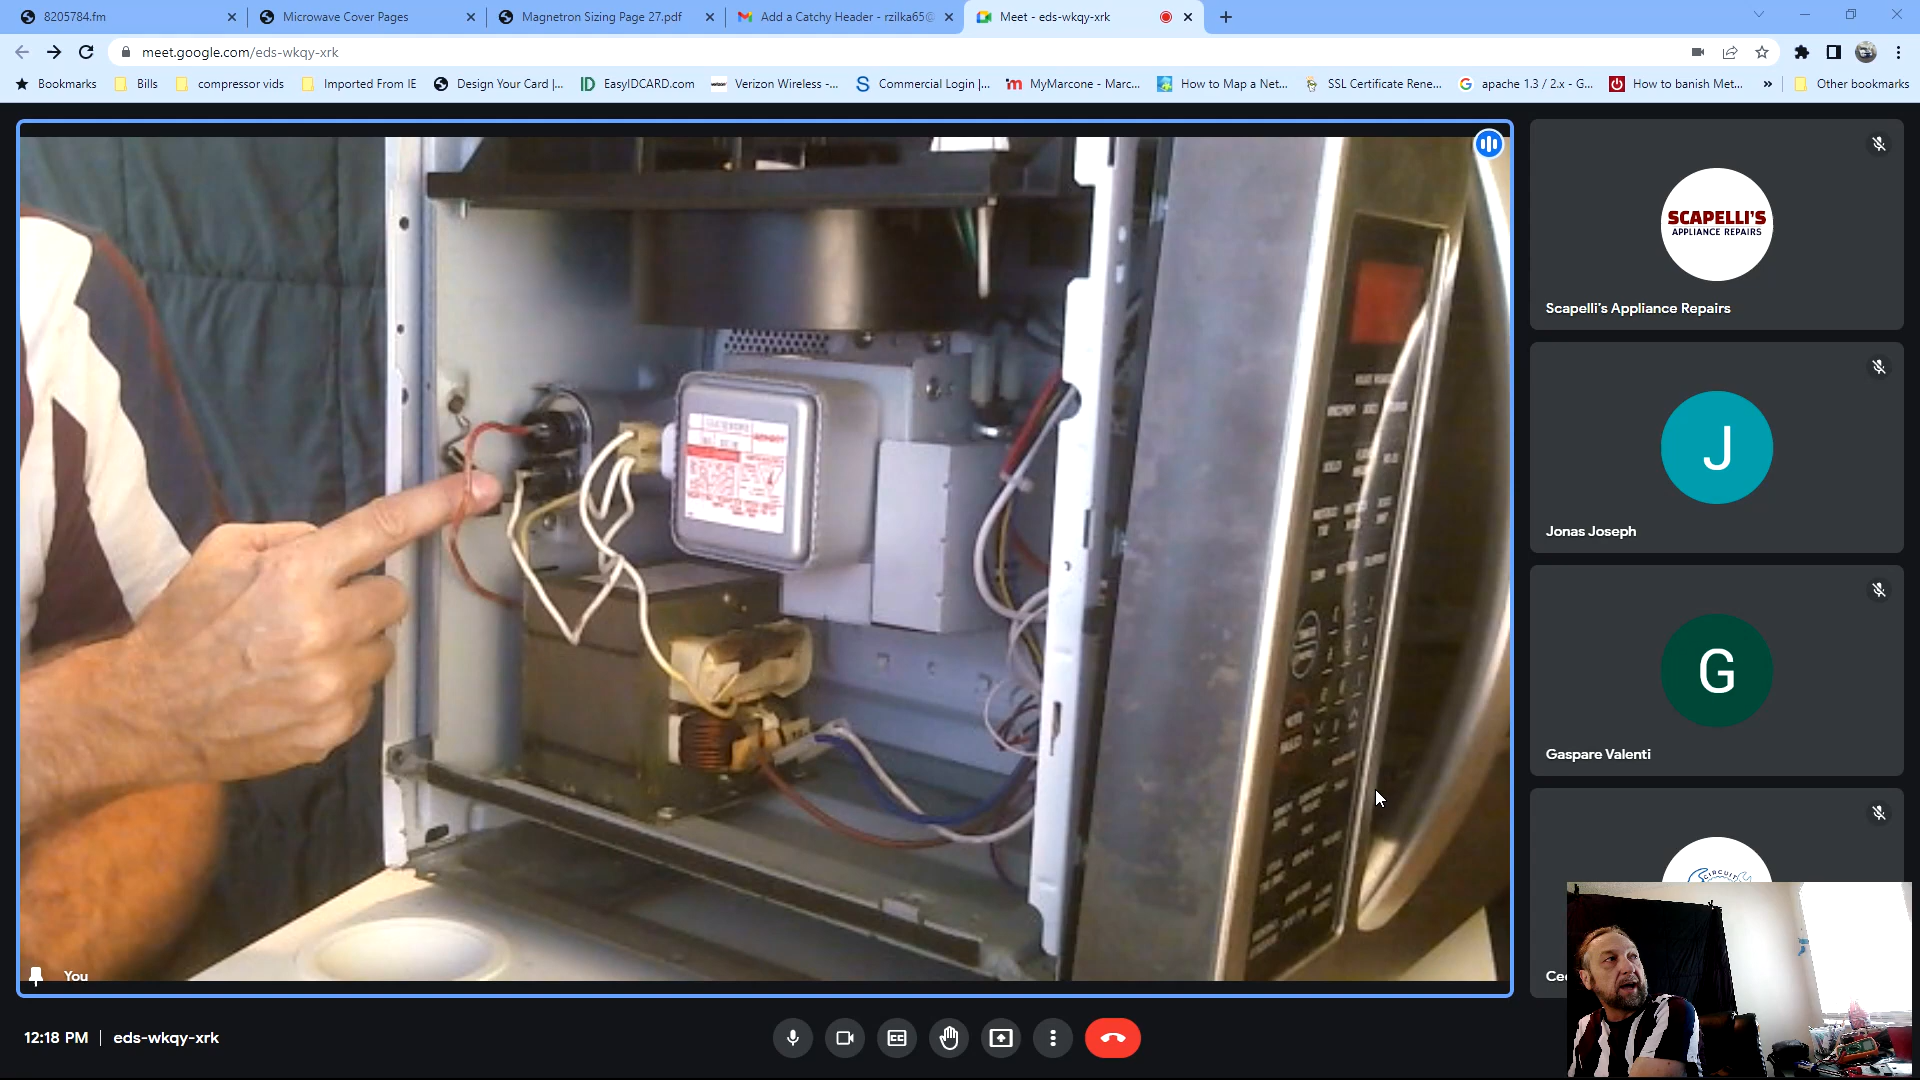 8205784.fm
Microwave Cover Pages
Magnetron Sizing Page 27.pdf
Add a Catchy Header - rzilka65@
Meet - eds-wkqy-xrk
meet.google.com/eds-wkqy-xrk
Bookmarks
Bills
compressor vids
Imported From IE
Design Your Card |...
EasyIDCARD.com
Verizon Wireless -...
Commercial Login |...
MyMarcone - Marc...
How to Map a Net...
SSL Certificate Rene...
apache 1.3 / 2.x - G...
How to banish Met...
»
Other bookmarks
SCAPELLI'S
APPLIANCE REPAIRS
Scapelli's Appliance Repairs
J
Jonas Joseph
G
Gaspare Valenti
CIRCUIT
You
12:18 PM | eds-wkqy-xrk